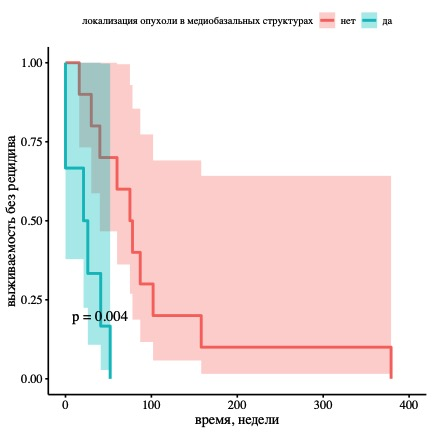 локализация опухоли в медиобазальных структурах нет да
выживаемость без рецидива
1.00
0.75
0.50
0.25
0.00
p = 0.004
0 100 200 300 400
время, недели